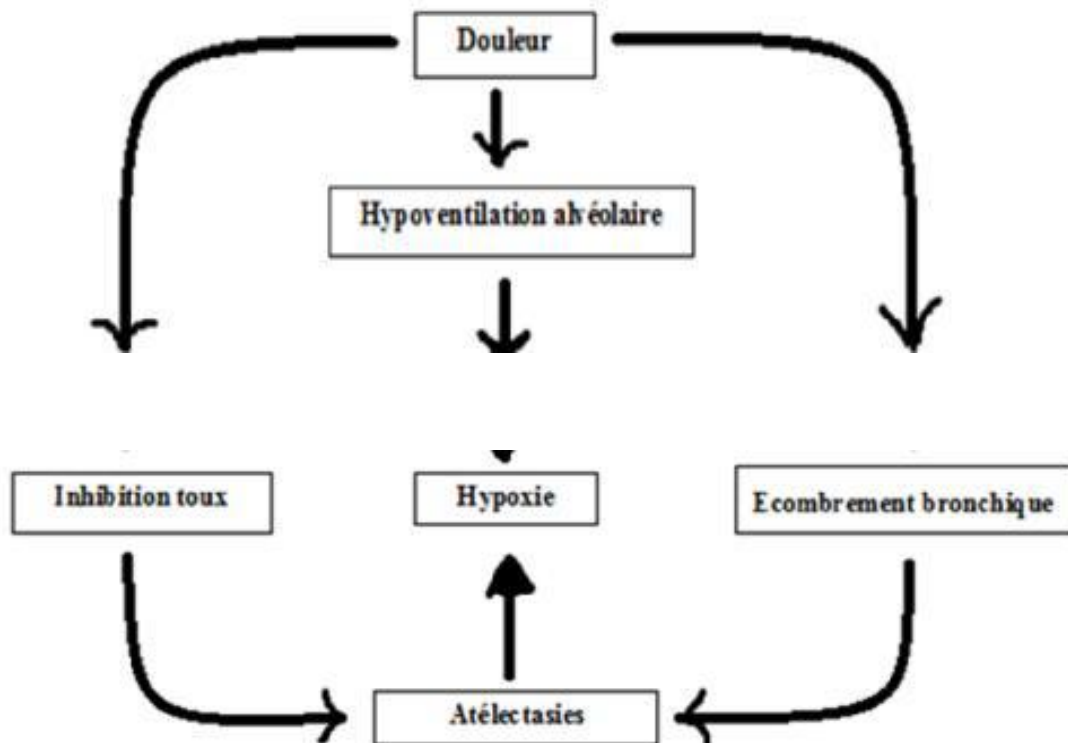 Douleur
Hypoventilation alvéolaire
Inhibition toux
Hypoxie
Ecombrement bronchique
Atélectasies